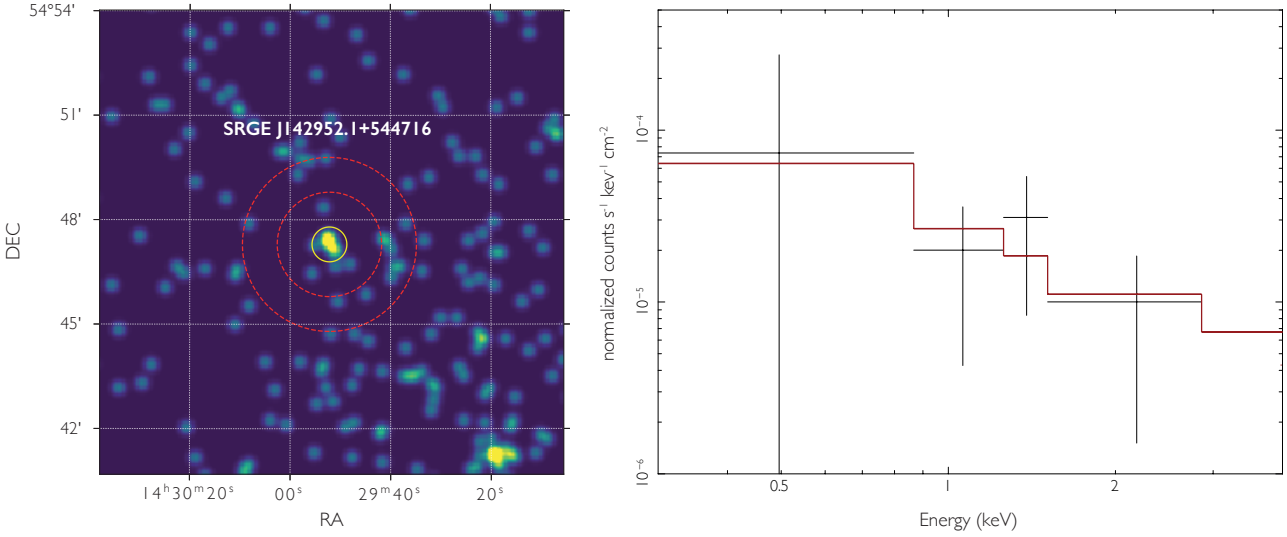 54°54'
51'
48'
45'
42'
DEC
SRGE J142952.1+544716
14ʰ30ᵐ20ˢ
00ˢ
29ᵐ40ˢ
20ˢ
RA
normalized counts s⁻¹ keV⁻¹ cm⁻²
10⁻⁴
10⁻⁵
10⁻⁶
0.5
1
2
Energy (keV)